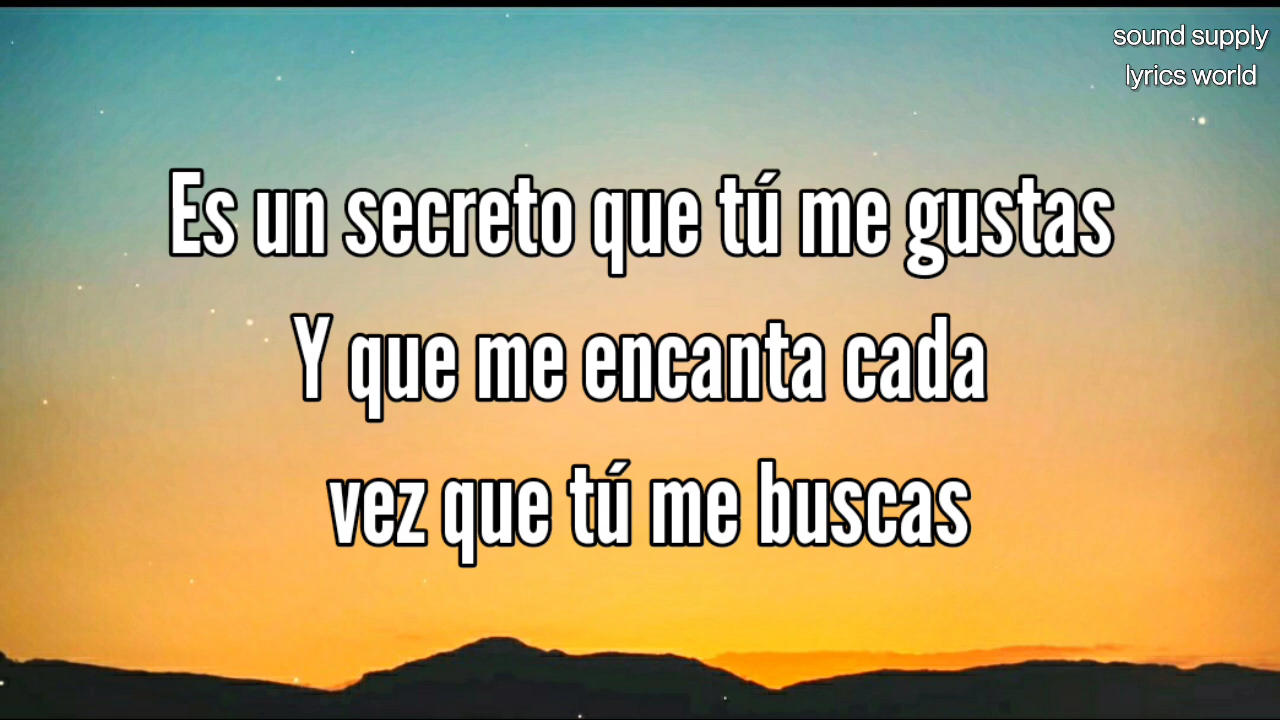 sound supply
lyrics world
Es un secreto que tú me gustas
Y que me encanta cada
vez que tú me buscas